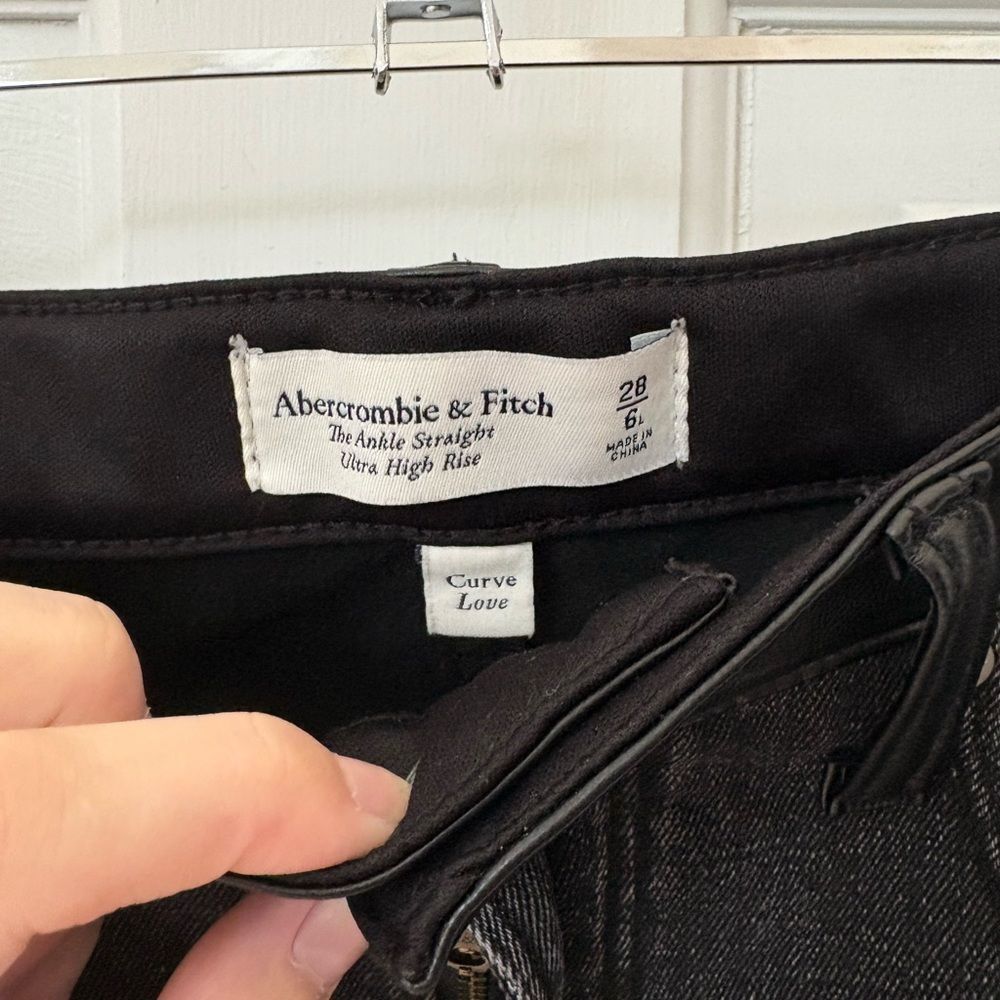 Abercrombie & Fitch
The Ankle Straight
Ultra High Rise
28
6L
MADE IN
CHINA
Curve
Love